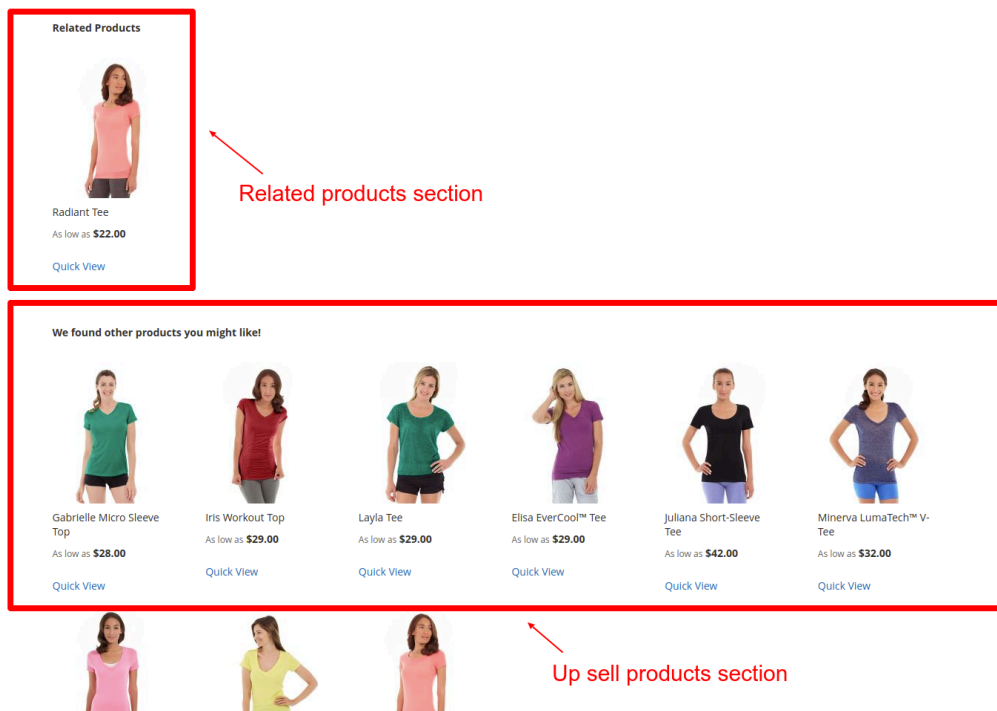 Related Products
Radiant Tee
As low as $22.00
Quick View
Related products section
We found other products you might like!
Gabrielle Micro Sleeve
Top
As low as $28.00
Quick View
Iris Workout Top
As low as $29.00
Quick View
Layla Tee
As low as $29.00
Quick View
Elisa EverCool™ Tee
As low as $29.00
Quick View
Juliana Short-Sleeve
Tee
As low as $42.00
Quick View
Minerva LumaTech™ V-
Tee
As low as $32.00
Quick View
Up sell products section